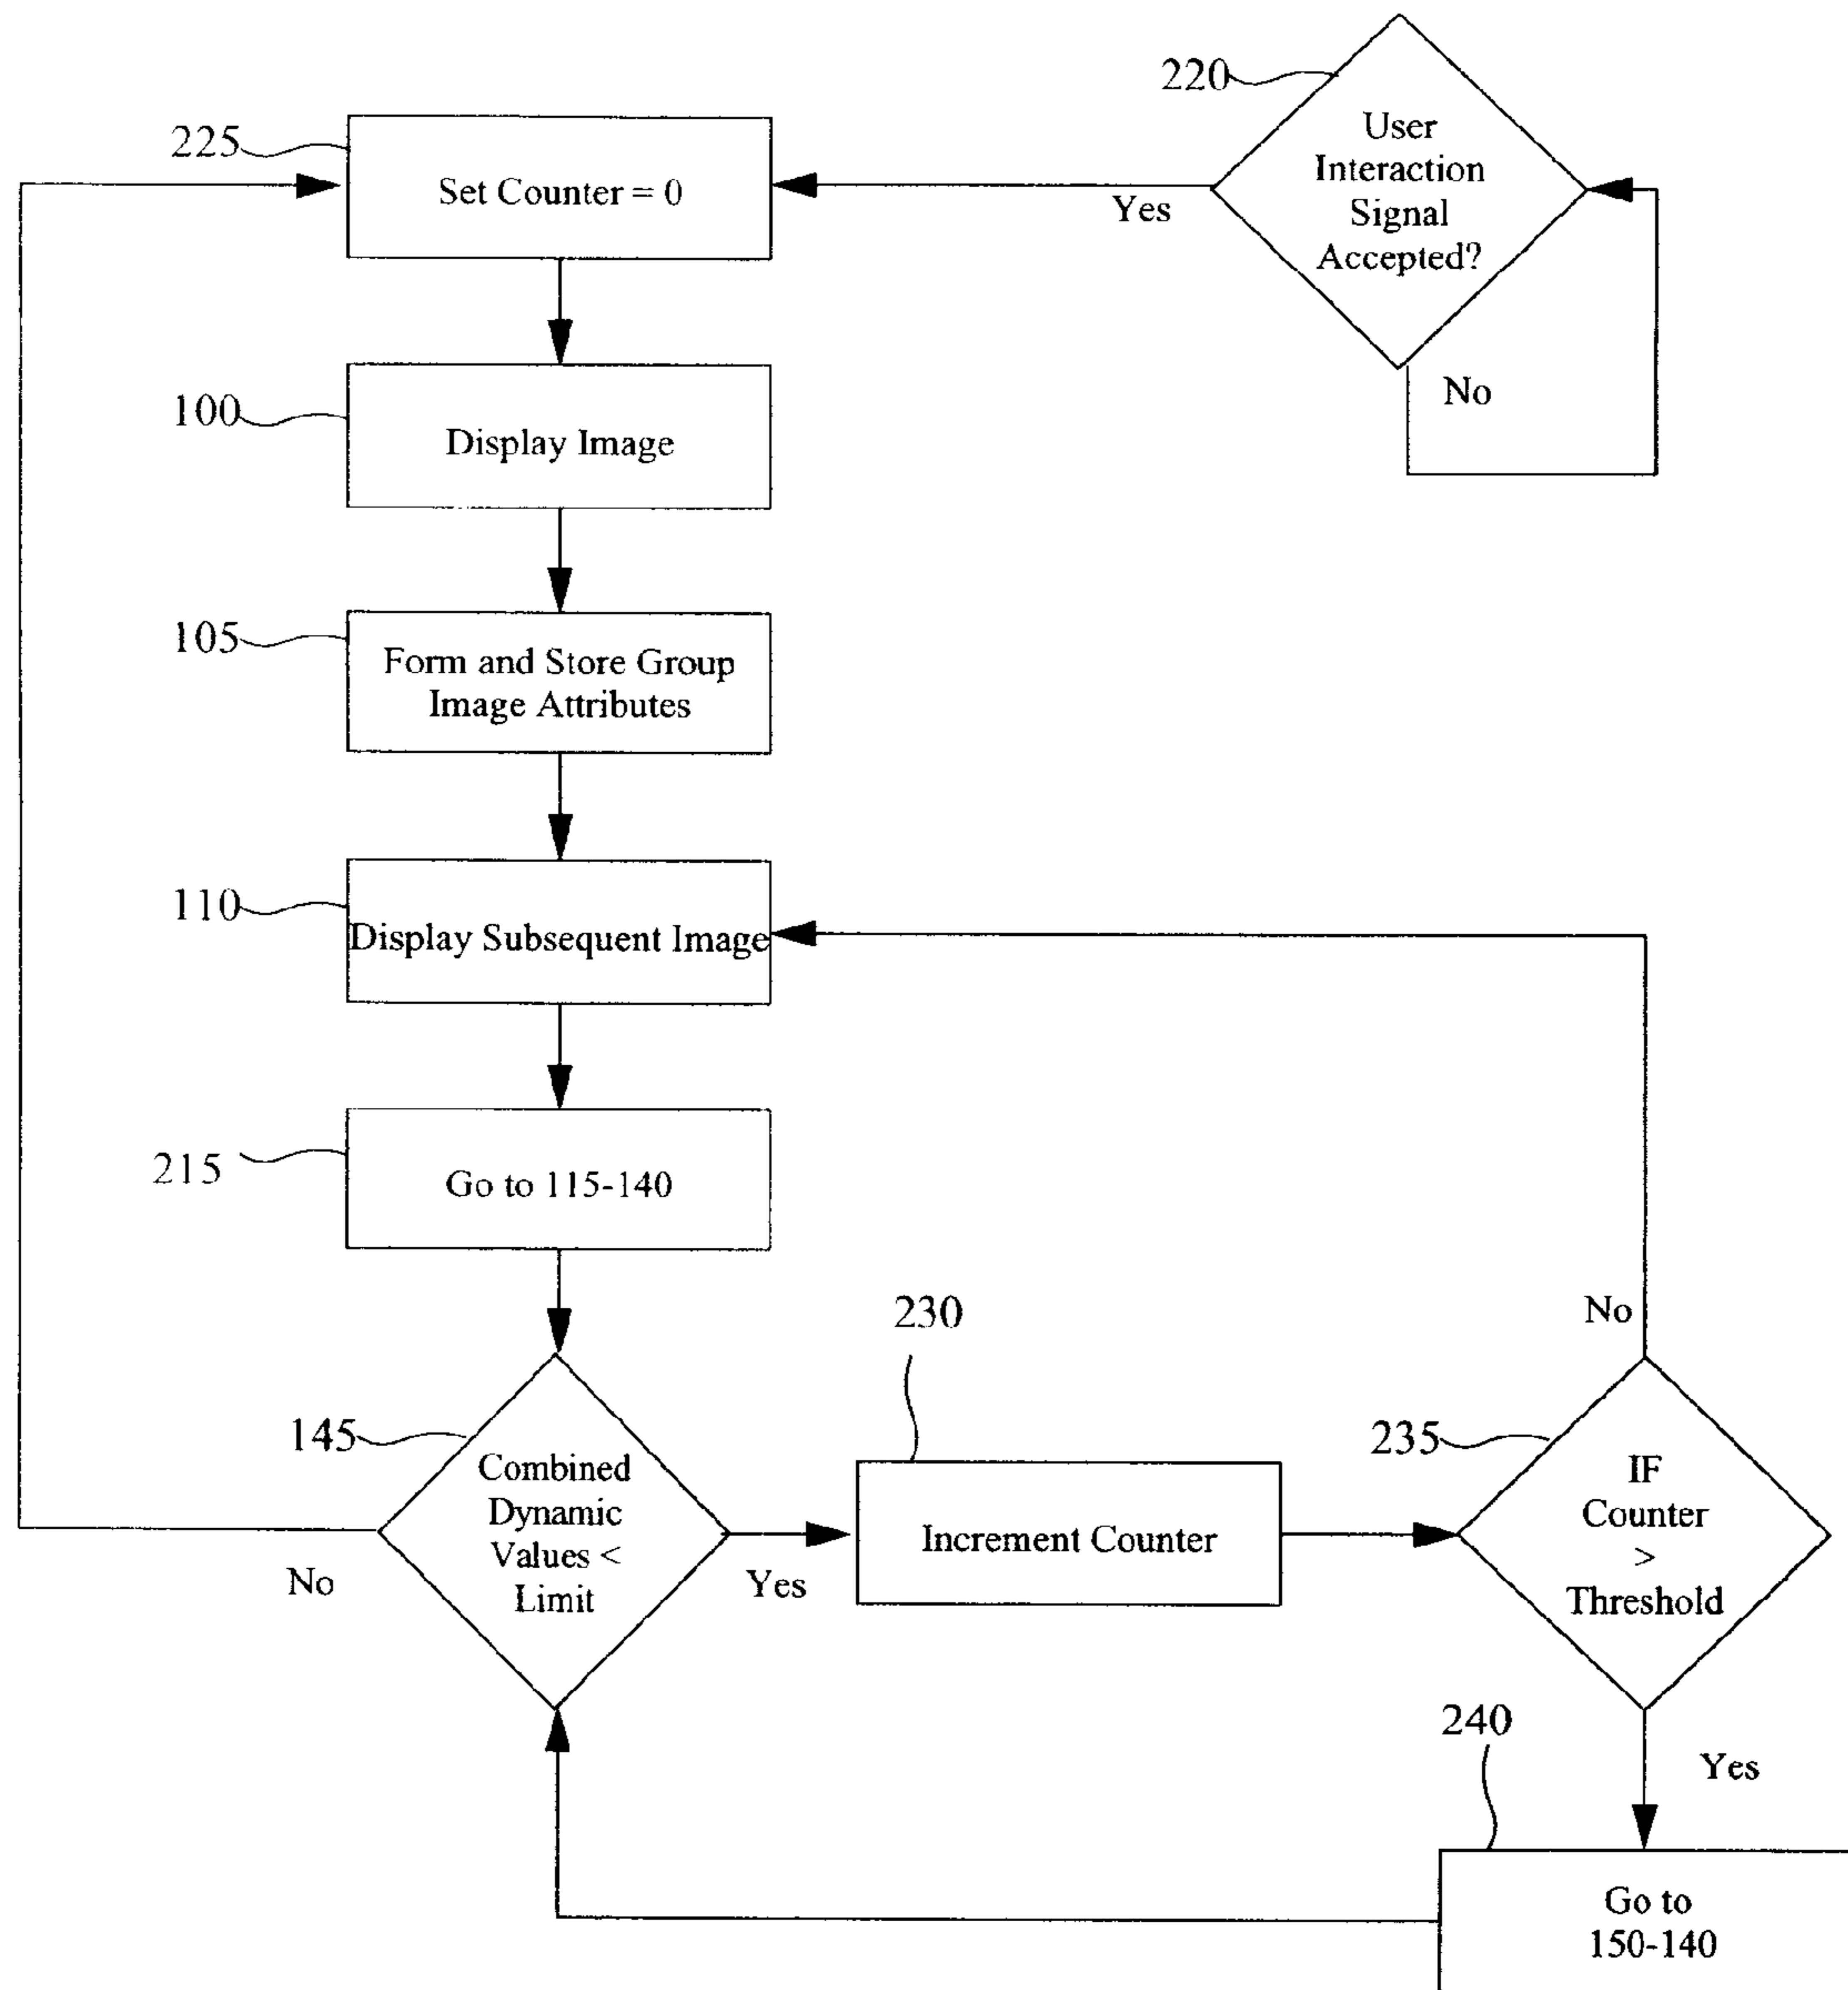 220
User
Interaction
Signal
Accepted?
225
Set Counter = 0
Yes
No
100
Display Image
105
Form and Store Group
Image Attributes
110
Display Subsequent Image
215
Go to 115-140
230
No
145
Combined
Dynamic
Values <
Limit
No
Yes
Increment Counter
235
IF
Counter
>
Threshold
240
Yes
Go to
150-140